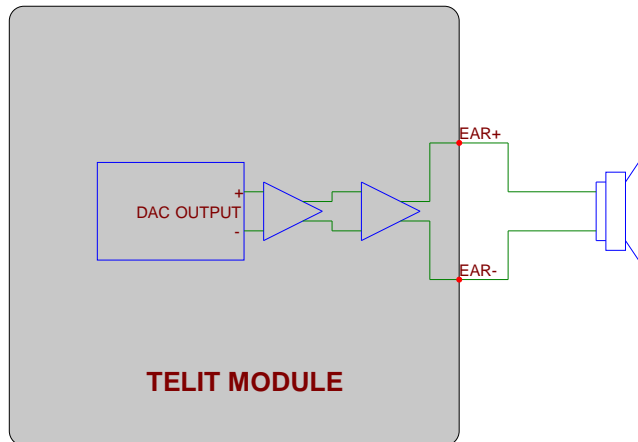 EAR+
+
DAC OUTPUT
-
EAR-
TELIT MODULE